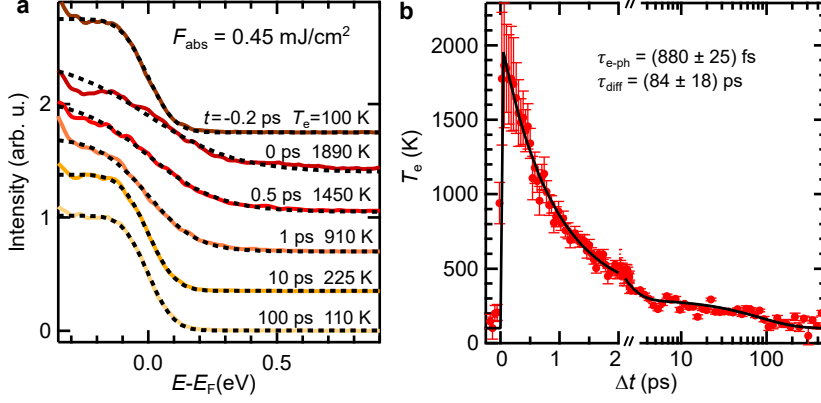 a
F_abs = 0.45 mJ/cm²
t=-0.2 ps T_e=100 K
0 ps 1890 K
0.5 ps 1450 K
1 ps 910 K
10 ps 225 K
100 ps 110 K
Intensity (arb. u.)
2
1
0
0.0
0.5
E-E_F(eV)
b
τ_e-ph = (880 ± 25) fs
τ_diff = (84 ± 18) ps
T_e (K)
2000
1500
1000
500
0
0
1
2
10
100
Δt (ps)